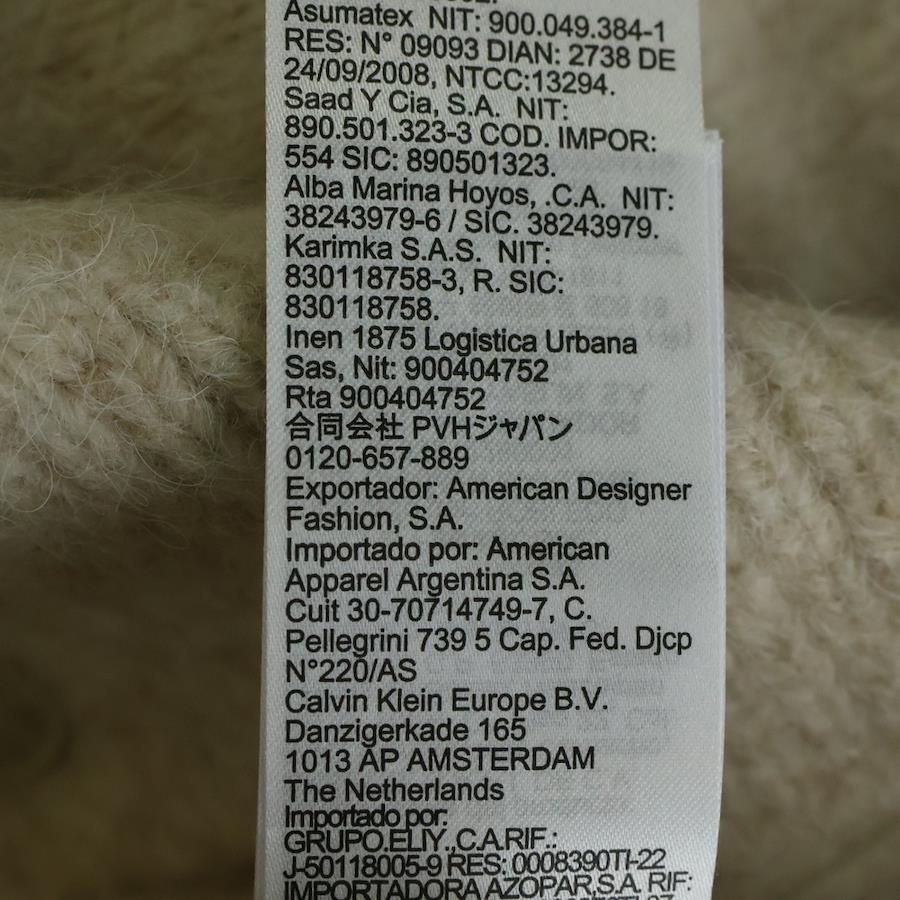 Asumatex NIT: 900.049.384-1
RES: N° 09093 DIAN: 2738 DE
24/09/2008, NTCC:13294.
Saad Y Cia, S.A. NIT:
890.501.323-3 COD. IMPOR:
554 SIC: 890501323.
Alba Marina Hoyos, .C.A. NIT:
38243979-6 / SIC. 38243979.
Karimka S.A.S. NIT:
830118758-3, R. SIC:
830118758.
Inen 1875 Logistica Urbana
Sas, Nit: 900404752
Rta 900404752
合同会社 PVHジャパン
0120-657-889
Exportador: American Designer
Fashion, S.A.
Importado por: American
Apparel Argentina S.A.
Cuit 30-70714749-7, C.
Pellegrini 739 5 Cap. Fed. Djcp
N°220/AS
Calvin Klein Europe B.V.
Danzigerkade 165
1013 AP AMSTERDAM
The Netherlands
Importado por:
GRUPO.ELIY.,C.A.RIF.:
J-50118005-9 RES: 0008390TI-22
IMPORTADORA AZOPAR,S.A. RIF: